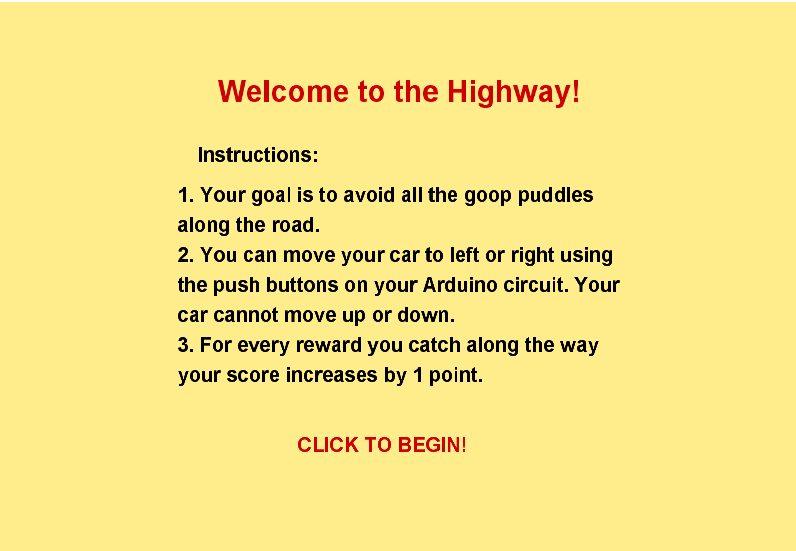 Welcome to the Highway!
Instructions:
1. Your goal is to avoid all the goop puddles
along the road.
2. You can move your car to left or right using
the push buttons on your Arduino circuit. Your
car cannot move up or down.
3. For every reward you catch along the way
your score increases by 1 point.
CLICK TO BEGIN!